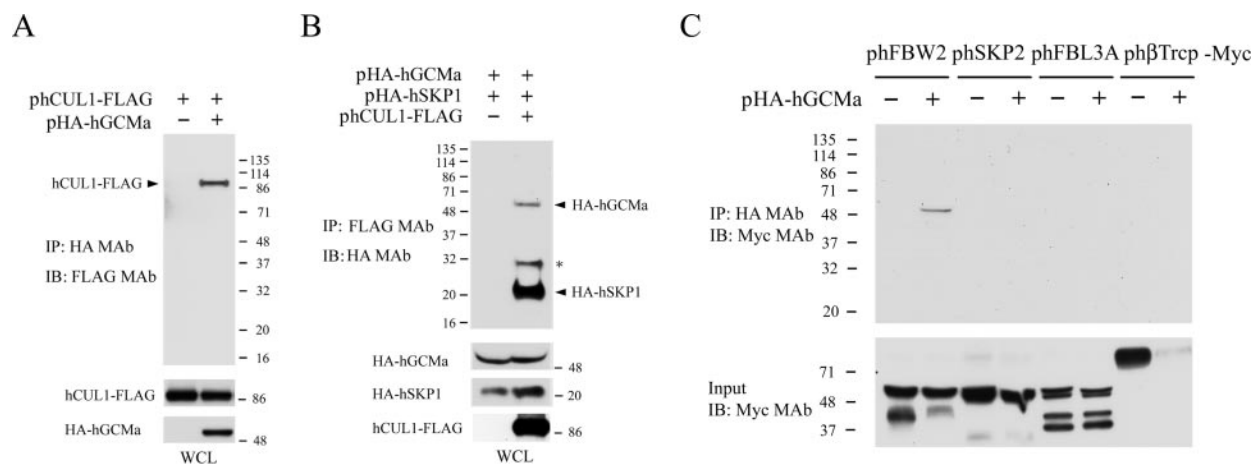 A
phCUL1-FLAG + +
pHA-hGCMa − +
hCUL1-FLAG
135
114
86
71
48
37
32
20
16
IP: HA MAb
IB: FLAG MAb
hCUL1-FLAG
86
HA-hGCMa
48
WCL
B
pHA-hGCMa + +
pHA-hSKP1 + +
phCUL1-FLAG − +
135
114
86
71
48
37
32
20
16
IP: FLAG MAb
IB: HA MAb
HA-hGCMa
*
HA-hSKP1
HA-hGCMa
48
HA-hSKP1
20
hCUL1-FLAG
86
WCL
C
phFBW2 phSKP2 phFBL3A phβTrcp -Myc
pHA-hGCMa − + − + − + − +
135
114
86
71
48
37
32
20
IP: HA MAb
IB: Myc MAb
Input
IB: Myc MAb
71
48
37